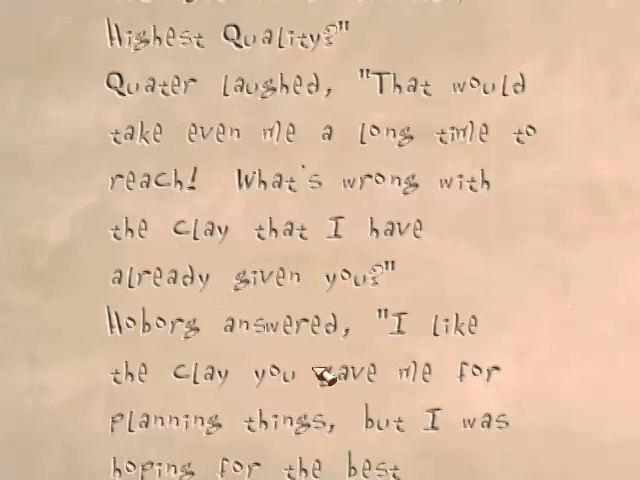 Highest Quality?"
Quater laughed, "That would
take even me a long time to
reach! What's wrong with
the clay that I have
already given you?"
Hoborg answered, "I like
the clay you gave me for
planning things, but I was
hoping for the best